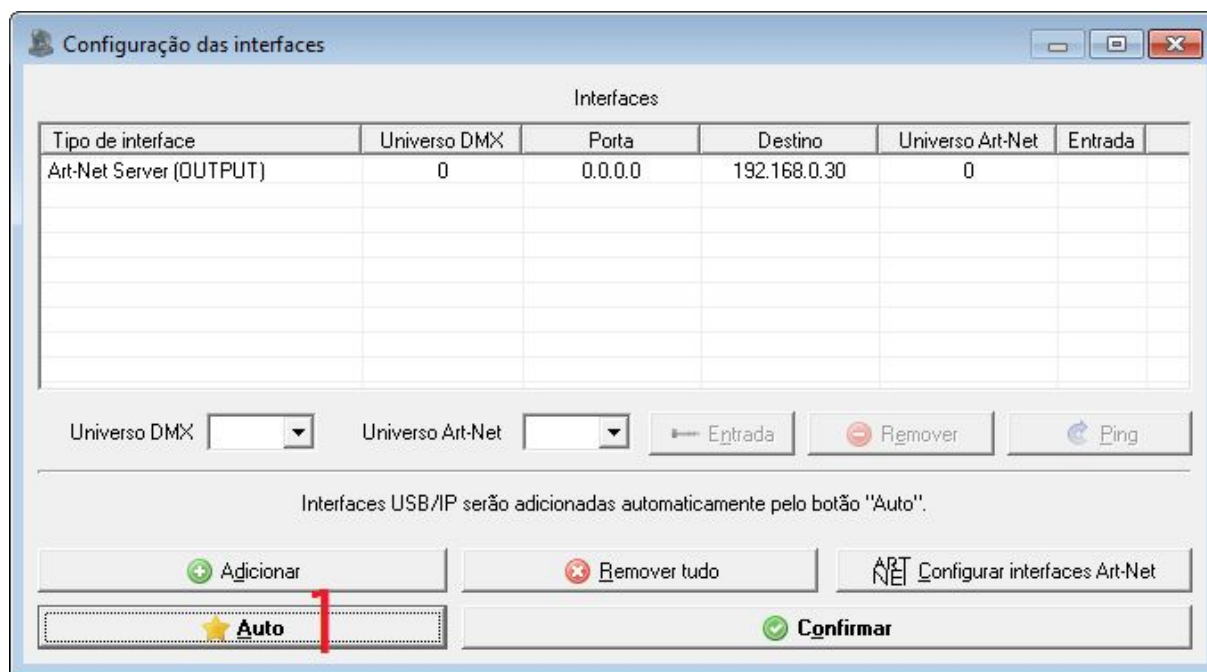 Configuração das interfaces
Interfaces
Tipo de interface Universo DMX Porta Destino Universo Art-Net Entrada
Art-Net Server (OUTPUT) 0 0.0.0.0 192.168.0.30 0
Universo DMX Universo Art-Net Entrada Remover Ping
Interfaces USB/IP serão adicionadas automaticamente pelo botão "Auto".
Adicionar Remover tudo ART NET Configurar interfaces Art-Net
Auto 1 Confirmar